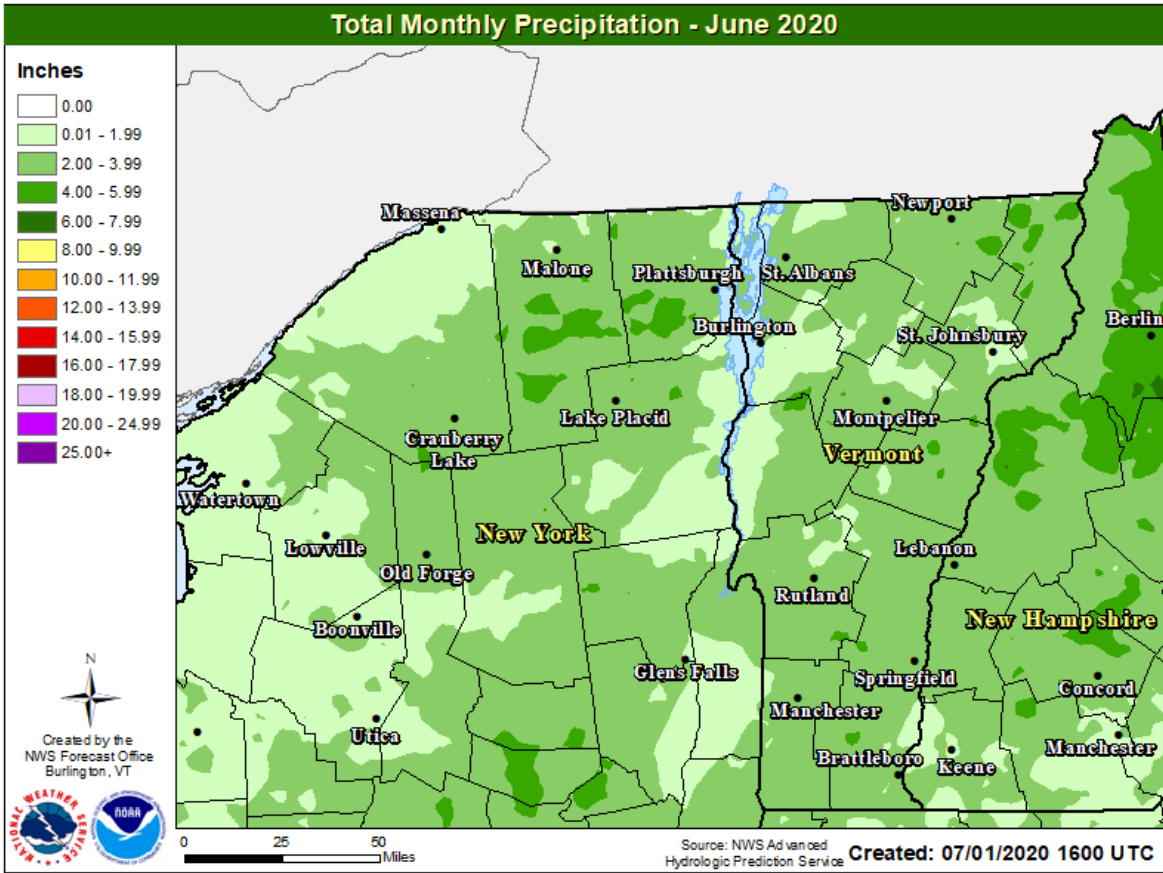 Total Monthly Precipitation - June 2020
Inches
0.00
0.01 - 1.99
2.00 - 3.99
4.00 - 5.99
6.00 - 7.99
8.00 - 9.99
10.00 - 11.99
12.00 - 13.99
14.00 - 15.99
16.00 - 17.99
18.00 - 19.99
20.00 - 24.99
25.00+
Massena
Newport
Malone
Plattsburgh
St. Albans
Burlington
St. Johnsbury
Berlin
Lake Placid
Montpelier
Cranberry
Lake
Vermont
Watertown
New York
Lowville
Lebanon
Old Forge
Rutland
Boonville
New Hampshire
Glens Falls
Springfield
Concord
Manchester
Utica
Manchester
Brattleboro
Keene
N
Created by the
NWS Forecast Office
Burlington, VT
NATIONAL WEATHER SERVICE
NOAA
0 25 50
Miles
Source: NWS Advanced
Hydrologic Prediction Service
Created: 07/01/2020 1600 UTC